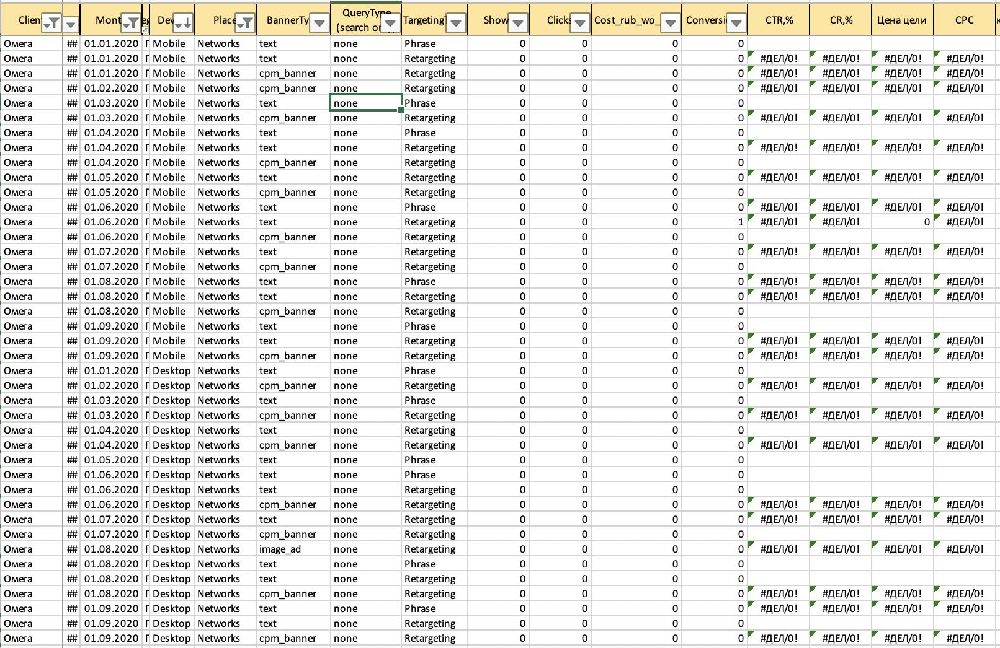 Client Mont eg Dev Place BannerTy QueryType (search on TargetingT Show Clicks Cost_rub_wo_ Conversi CTR,% CR,% Цена цели CPC
Омега ## 01.01.2020 Г Mobile Networks text none Phrase 0 0 0 0
Омега ## 01.01.2020 Г Mobile Networks text none Retargeting 0 0 0 0 #ДЕЛ/0! #ДЕЛ/0! #ДЕЛ/0! #ДЕЛ/0!
Омега ## 01.01.2020 Г Mobile Networks cpm_banner none Retargeting 0 0 0 0 #ДЕЛ/0! #ДЕЛ/0! #ДЕЛ/0! #ДЕЛ/0!
Омега ## 01.02.2020 Г Mobile Networks cpm_banner none Retargeting 0 0 0 0 #ДЕЛ/0! #ДЕЛ/0! #ДЕЛ/0! #ДЕЛ/0!
Омега ## 01.03.2020 Г Mobile Networks text none Phrase 0 0 0 0
Омега ## 01.03.2020 Г Mobile Networks cpm_banner none Retargeting 0 0 0 0 #ДЕЛ/0! #ДЕЛ/0! #ДЕЛ/0! #ДЕЛ/0!
Омега ## 01.04.2020 Г Mobile Networks text none Phrase 0 0 0 0
Омега ## 01.04.2020 Г Mobile Networks text none Retargeting 0 0 0 0 #ДЕЛ/0! #ДЕЛ/0! #ДЕЛ/0! #ДЕЛ/0!
Омега ## 01.04.2020 Г Mobile Networks cpm_banner none Retargeting 0 0 0 0
Омега ## 01.05.2020 Г Mobile Networks text none Retargeting 0 0 0 0 #ДЕЛ/0! #ДЕЛ/0! #ДЕЛ/0! #ДЕЛ/0!
Омега ## 01.05.2020 Г Mobile Networks cpm_banner none Retargeting 0 0 0 0
Омега ## 01.06.2020 Г Mobile Networks text none Phrase 0 0 0 0 #ДЕЛ/0! #ДЕЛ/0! #ДЕЛ/0! #ДЕЛ/0!
Омега ## 01.06.2020 Г Mobile Networks text none Retargeting 0 0 0 1 #ДЕЛ/0! #ДЕЛ/0! 0 #ДЕЛ/0!
Омега ## 01.06.2020 Г Mobile Networks cpm_banner none Retargeting 0 0 0 0
Омега ## 01.07.2020 Г Mobile Networks text none Retargeting 0 0 0 0 #ДЕЛ/0! #ДЕЛ/0! #ДЕЛ/0! #ДЕЛ/0!
Омега ## 01.07.2020 Г Mobile Networks cpm_banner none Retargeting 0 0 0 0
Омега ## 01.08.2020 Г Mobile Networks text none Phrase 0 0 0 0 #ДЕЛ/0! #ДЕЛ/0! #ДЕЛ/0! #ДЕЛ/0!
Омега ## 01.08.2020 Г Mobile Networks text none Retargeting 0 0 0 0 #ДЕЛ/0! #ДЕЛ/0! #ДЕЛ/0! #ДЕЛ/0!
Омега ## 01.08.2020 Г Mobile Networks cpm_banner none Retargeting 0 0 0 0
Омега ## 01.09.2020 Г Mobile Networks text none Phrase 0 0 0 0
Омега ## 01.09.2020 Г Mobile Networks text none Retargeting 0 0 0 0 #ДЕЛ/0! #ДЕЛ/0! #ДЕЛ/0! #ДЕЛ/0!
Омега ## 01.09.2020 Г Mobile Networks cpm_banner none Retargeting 0 0 0 0 #ДЕЛ/0! #ДЕЛ/0! #ДЕЛ/0! #ДЕЛ/0!
Омега ## 01.01.2020 Г Desktop Networks text none Phrase 0 0 0 0
Омега ## 01.02.2020 Г Desktop Networks cpm_banner none Retargeting 0 0 0 0 #ДЕЛ/0! #ДЕЛ/0! #ДЕЛ/0! #ДЕЛ/0!
Омега ## 01.03.2020 Г Desktop Networks text none Phrase 0 0 0 0
Омега ## 01.03.2020 Г Desktop Networks cpm_banner none Retargeting 0 0 0 0 #ДЕЛ/0! #ДЕЛ/0! #ДЕЛ/0! #ДЕЛ/0!
Омега ## 01.04.2020 Г Desktop Networks text none Retargeting 0 0 0 0
Омега ## 01.04.2020 Г Desktop Networks cpm_banner none Retargeting 0 0 0 0 #ДЕЛ/0! #ДЕЛ/0! #ДЕЛ/0! #ДЕЛ/0!
Омега ## 01.05.2020 Г Desktop Networks text none Phrase 0 0 0 0
Омега ## 01.06.2020 Г Desktop Networks text none Phrase 0 0 0 0
Омега ## 01.06.2020 Г Desktop Networks text none Retargeting 0 0 0 0
Омега ## 01.06.2020 Г Desktop Networks cpm_banner none Retargeting 0 0 0 0 #ДЕЛ/0! #ДЕЛ/0! #ДЕЛ/0! #ДЕЛ/0!
Омега ## 01.07.2020 Г Desktop Networks text none Retargeting 0 0 0 0 #ДЕЛ/0! #ДЕЛ/0! #ДЕЛ/0! #ДЕЛ/0!
Омега ## 01.07.2020 Г Desktop Networks cpm_banner none Retargeting 0 0 0 0
Омега ## 01.08.2020 Г Desktop Networks image_ad none Retargeting 0 0 0 0 #ДЕЛ/0! #ДЕЛ/0! #ДЕЛ/0! #ДЕЛ/0!
Омега ## 01.08.2020 Г Desktop Networks text none Phrase 0 0 0 0
Омега ## 01.08.2020 Г Desktop Networks text none Retargeting 0 0 0 0
Омега ## 01.08.2020 Г Desktop Networks cpm_banner none Retargeting 0 0 0 0 #ДЕЛ/0! #ДЕЛ/0! #ДЕЛ/0! #ДЕЛ/0!
Омега ## 01.09.2020 Г Desktop Networks text none Phrase 0 0 0 0 #ДЕЛ/0! #ДЕЛ/0! #ДЕЛ/0! #ДЕЛ/0!
Омега ## 01.09.2020 Г Desktop Networks text none Retargeting 0 0 0 0
Омега ## 01.09.2020 Г Desktop Networks cpm_banner none Retargeting 0 0 0 0 #ДЕЛ/0! #ДЕЛ/0! #ДЕЛ/0! #ДЕЛ/0!